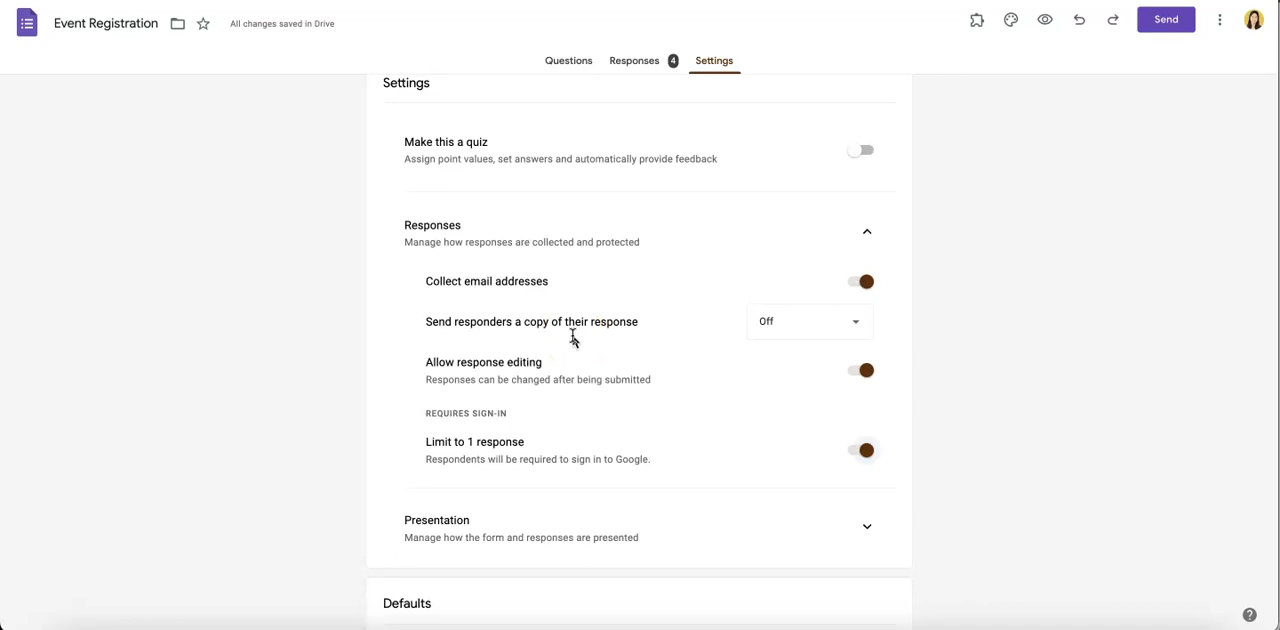 Event Registration
All changes saved in Drive
Send
Questions
Responses 4
Settings
Settings
Make this a quiz
Assign point values, set answers and automatically provide feedback
Responses
Manage how responses are collected and protected
Collect email addresses
Send responders a copy of their response
Off
Allow response editing
Responses can be changed after being submitted
REQUIRES SIGN-IN
Limit to 1 response
Respondents will be required to sign in to Google.
Presentation
Manage how the form and responses are presented
Defaults